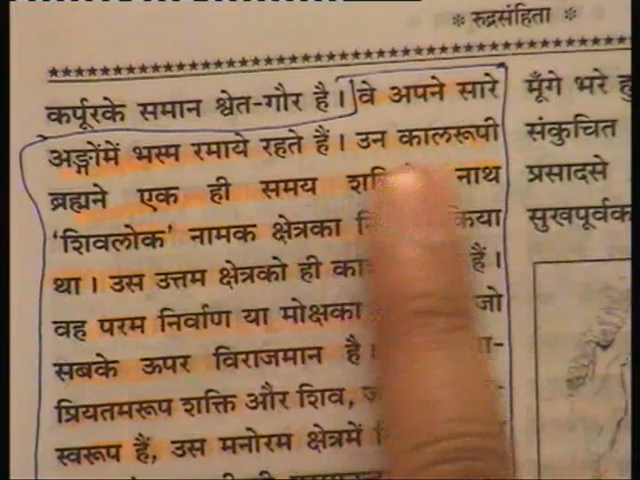 * रुद्रसंहिता *
कर्पूरके समान श्वेत-गौर है। वे अपने सारे
अङ्गोंमें भस्म रमाये रहते हैं। उन कालरूपी
ब्रह्मने एक ही समय नाथ
‘शिवलोक’ नामक क्षेत्रका
था। उस उत्तम क्षेत्रको ही हैं।
वह परम निर्वाण या मोक्षका जो
सबके ऊपर विराजमान है।
प्रियतमरूप शक्ति और शिव,
स्वरूप हैं, उस मनोरम क्षेत्रमें
मूँगे भरे
संकुचित
प्रसादसे
सुखपूर्वक